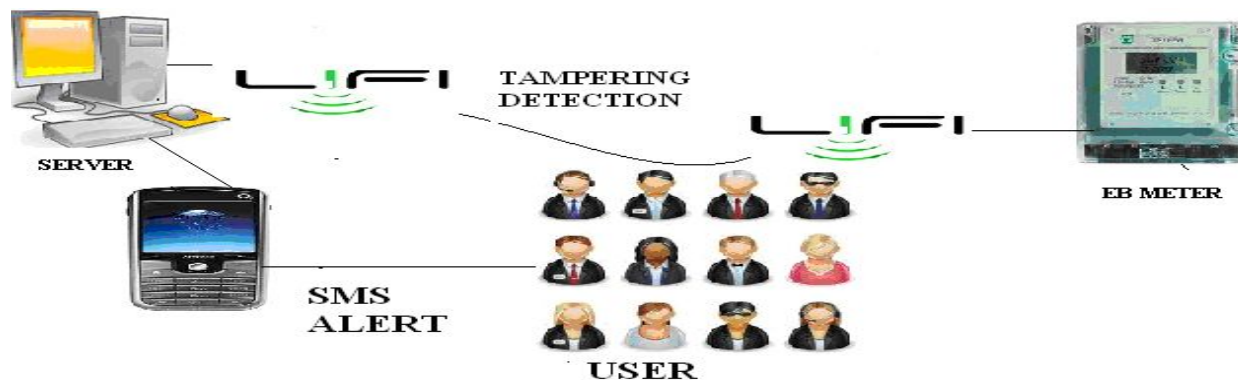 LiFi
TAMPERING
DETECTION
LiFi
SERVER
EB METER
SMS
ALERT
USER